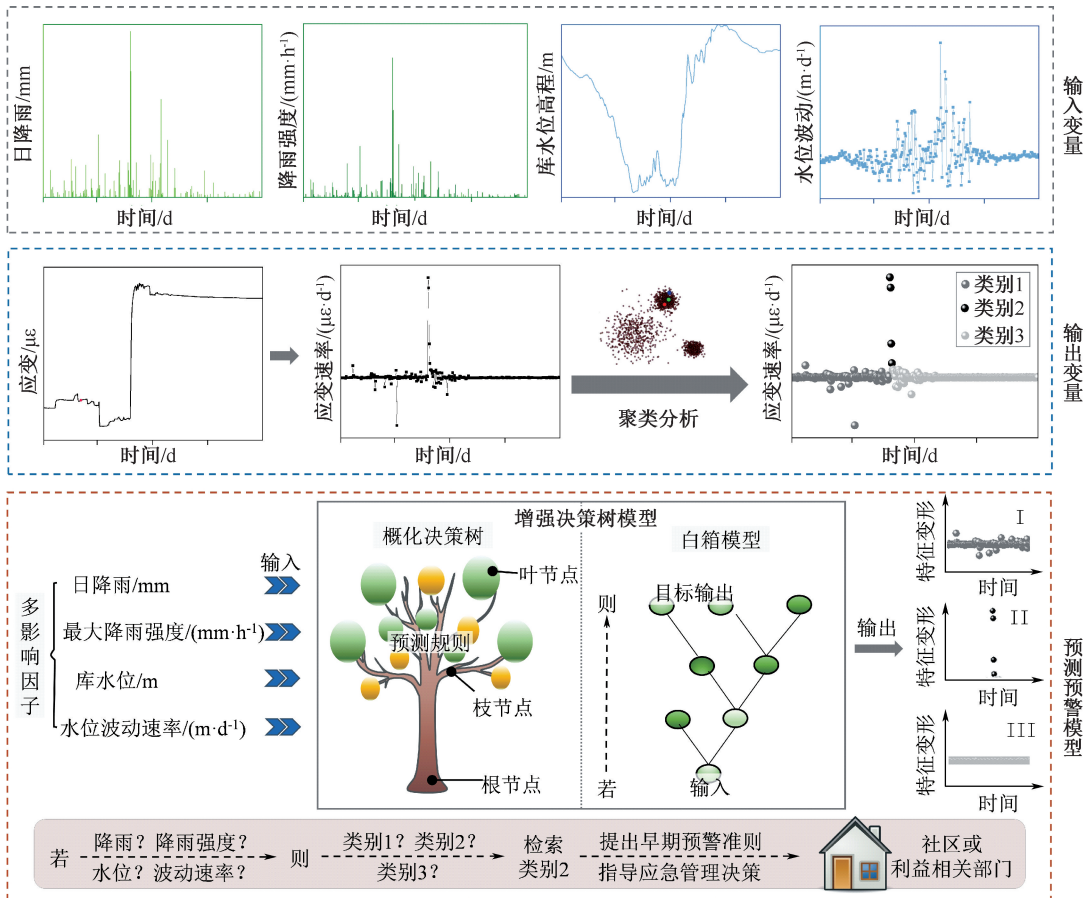 日降雨/mm
时间/d
降雨强度/(mm·h⁻¹)
时间/d
库水位高程/m
时间/d
水位波动/(m·d⁻¹)
时间/d
输入变量
应变/με
时间/d
应变速率/(με·d⁻¹)
时间/d
聚类分析
应变速率/(με·d⁻¹)
类别1
类别2
类别3
时间/d
输出变量
多影响因子
输入
日降雨/mm
最大降雨强度/(mm·h⁻¹)
库水位/m
水位波动速率/(m·d⁻¹)
增强决策树模型
概化决策树
叶节点
预测规则
枝节点
根节点
白箱模型
目标输出
则
若
输入
输出
特征变形
I
时间
特征变形
II
时间
特征变形
III
时间
预测预警模型
若
降雨？降雨强度？
水位？波动速率？
则
类别1？类别2？
类别3？
检索
类别2
提出早期预警准则
指导应急管理决策
社区或
利益相关部门